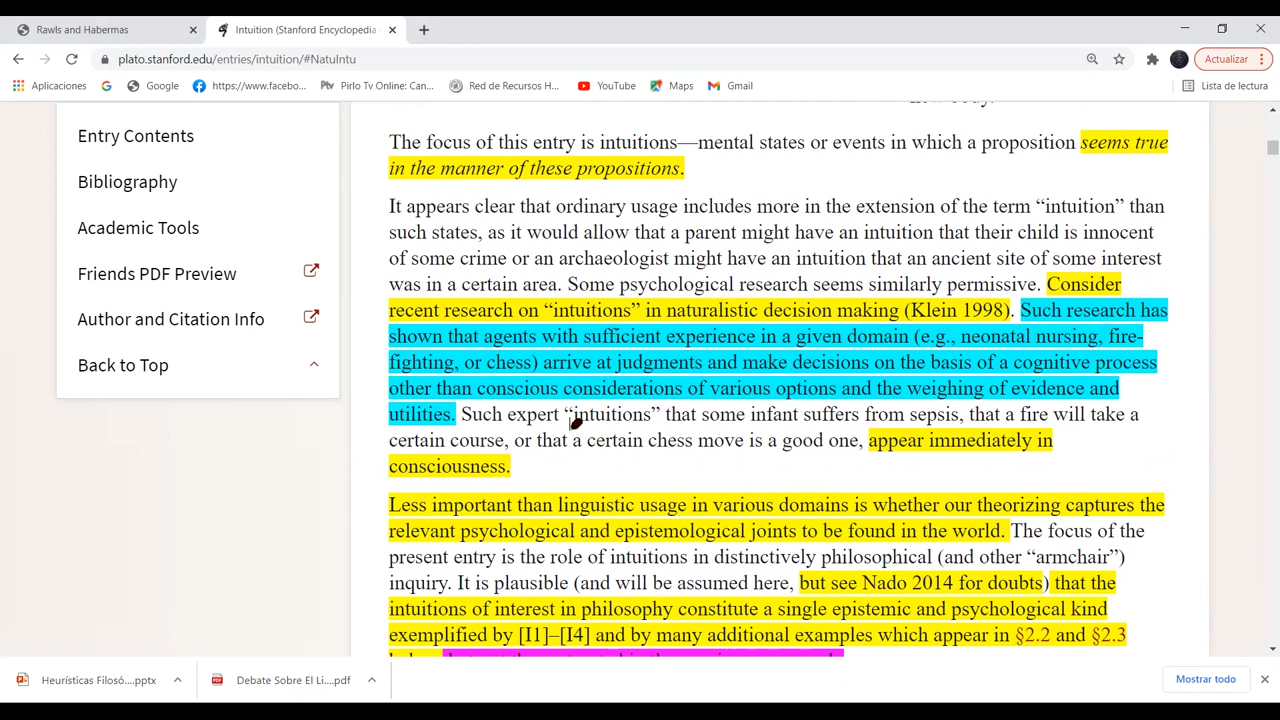 Rawls and Habermas
Intuition (Stanford Encyclopedia
plato.stanford.edu/entries/intuition/#NatuIntu
Actualizar
Aplicaciones
Google
https://www.facebo...
Pirlo Tv Online: Can...
Red de Recursos H...
YouTube
Maps
Gmail
Lista de lectura
Entry Contents
Bibliography
Academic Tools
Friends PDF Preview
Author and Citation Info
Back to Top
The focus of this entry is intuitions—mental states or events in which a proposition seems true
in the manner of these propositions.
It appears clear that ordinary usage includes more in the extension of the term “intuition” than
such states, as it would allow that a parent might have an intuition that their child is innocent
of some crime or an archaeologist might have an intuition that an ancient site of some interest
was in a certain area. Some psychological research seems similarly permissive. Consider
recent research on “intuitions” in naturalistic decision making (Klein 1998). Such research has
shown that agents with sufficient experience in a given domain (e.g., neonatal nursing, fire-
fighting, or chess) arrive at judgments and make decisions on the basis of a cognitive process
other than conscious considerations of various options and the weighing of evidence and
utilities. Such expert “intuitions” that some infant suffers from sepsis, that a fire will take a
certain course, or that a certain chess move is a good one, appear immediately in
consciousness.
Less important than linguistic usage in various domains is whether our theorizing captures the
relevant psychological and epistemological joints to be found in the world. The focus of the
present entry is the role of intuitions in distinctively philosophical (and other “armchair”)
inquiry. It is plausible (and will be assumed here, but see Nado 2014 for doubts) that the
intuitions of interest in philosophy constitute a single epistemic and psychological kind
exemplified by [I1]–[I4] and by many additional examples which appear in §2.2 and §2.3
Heurísticas Filosó....pptx
Debate Sobre El Li....pdf
Mostrar todo